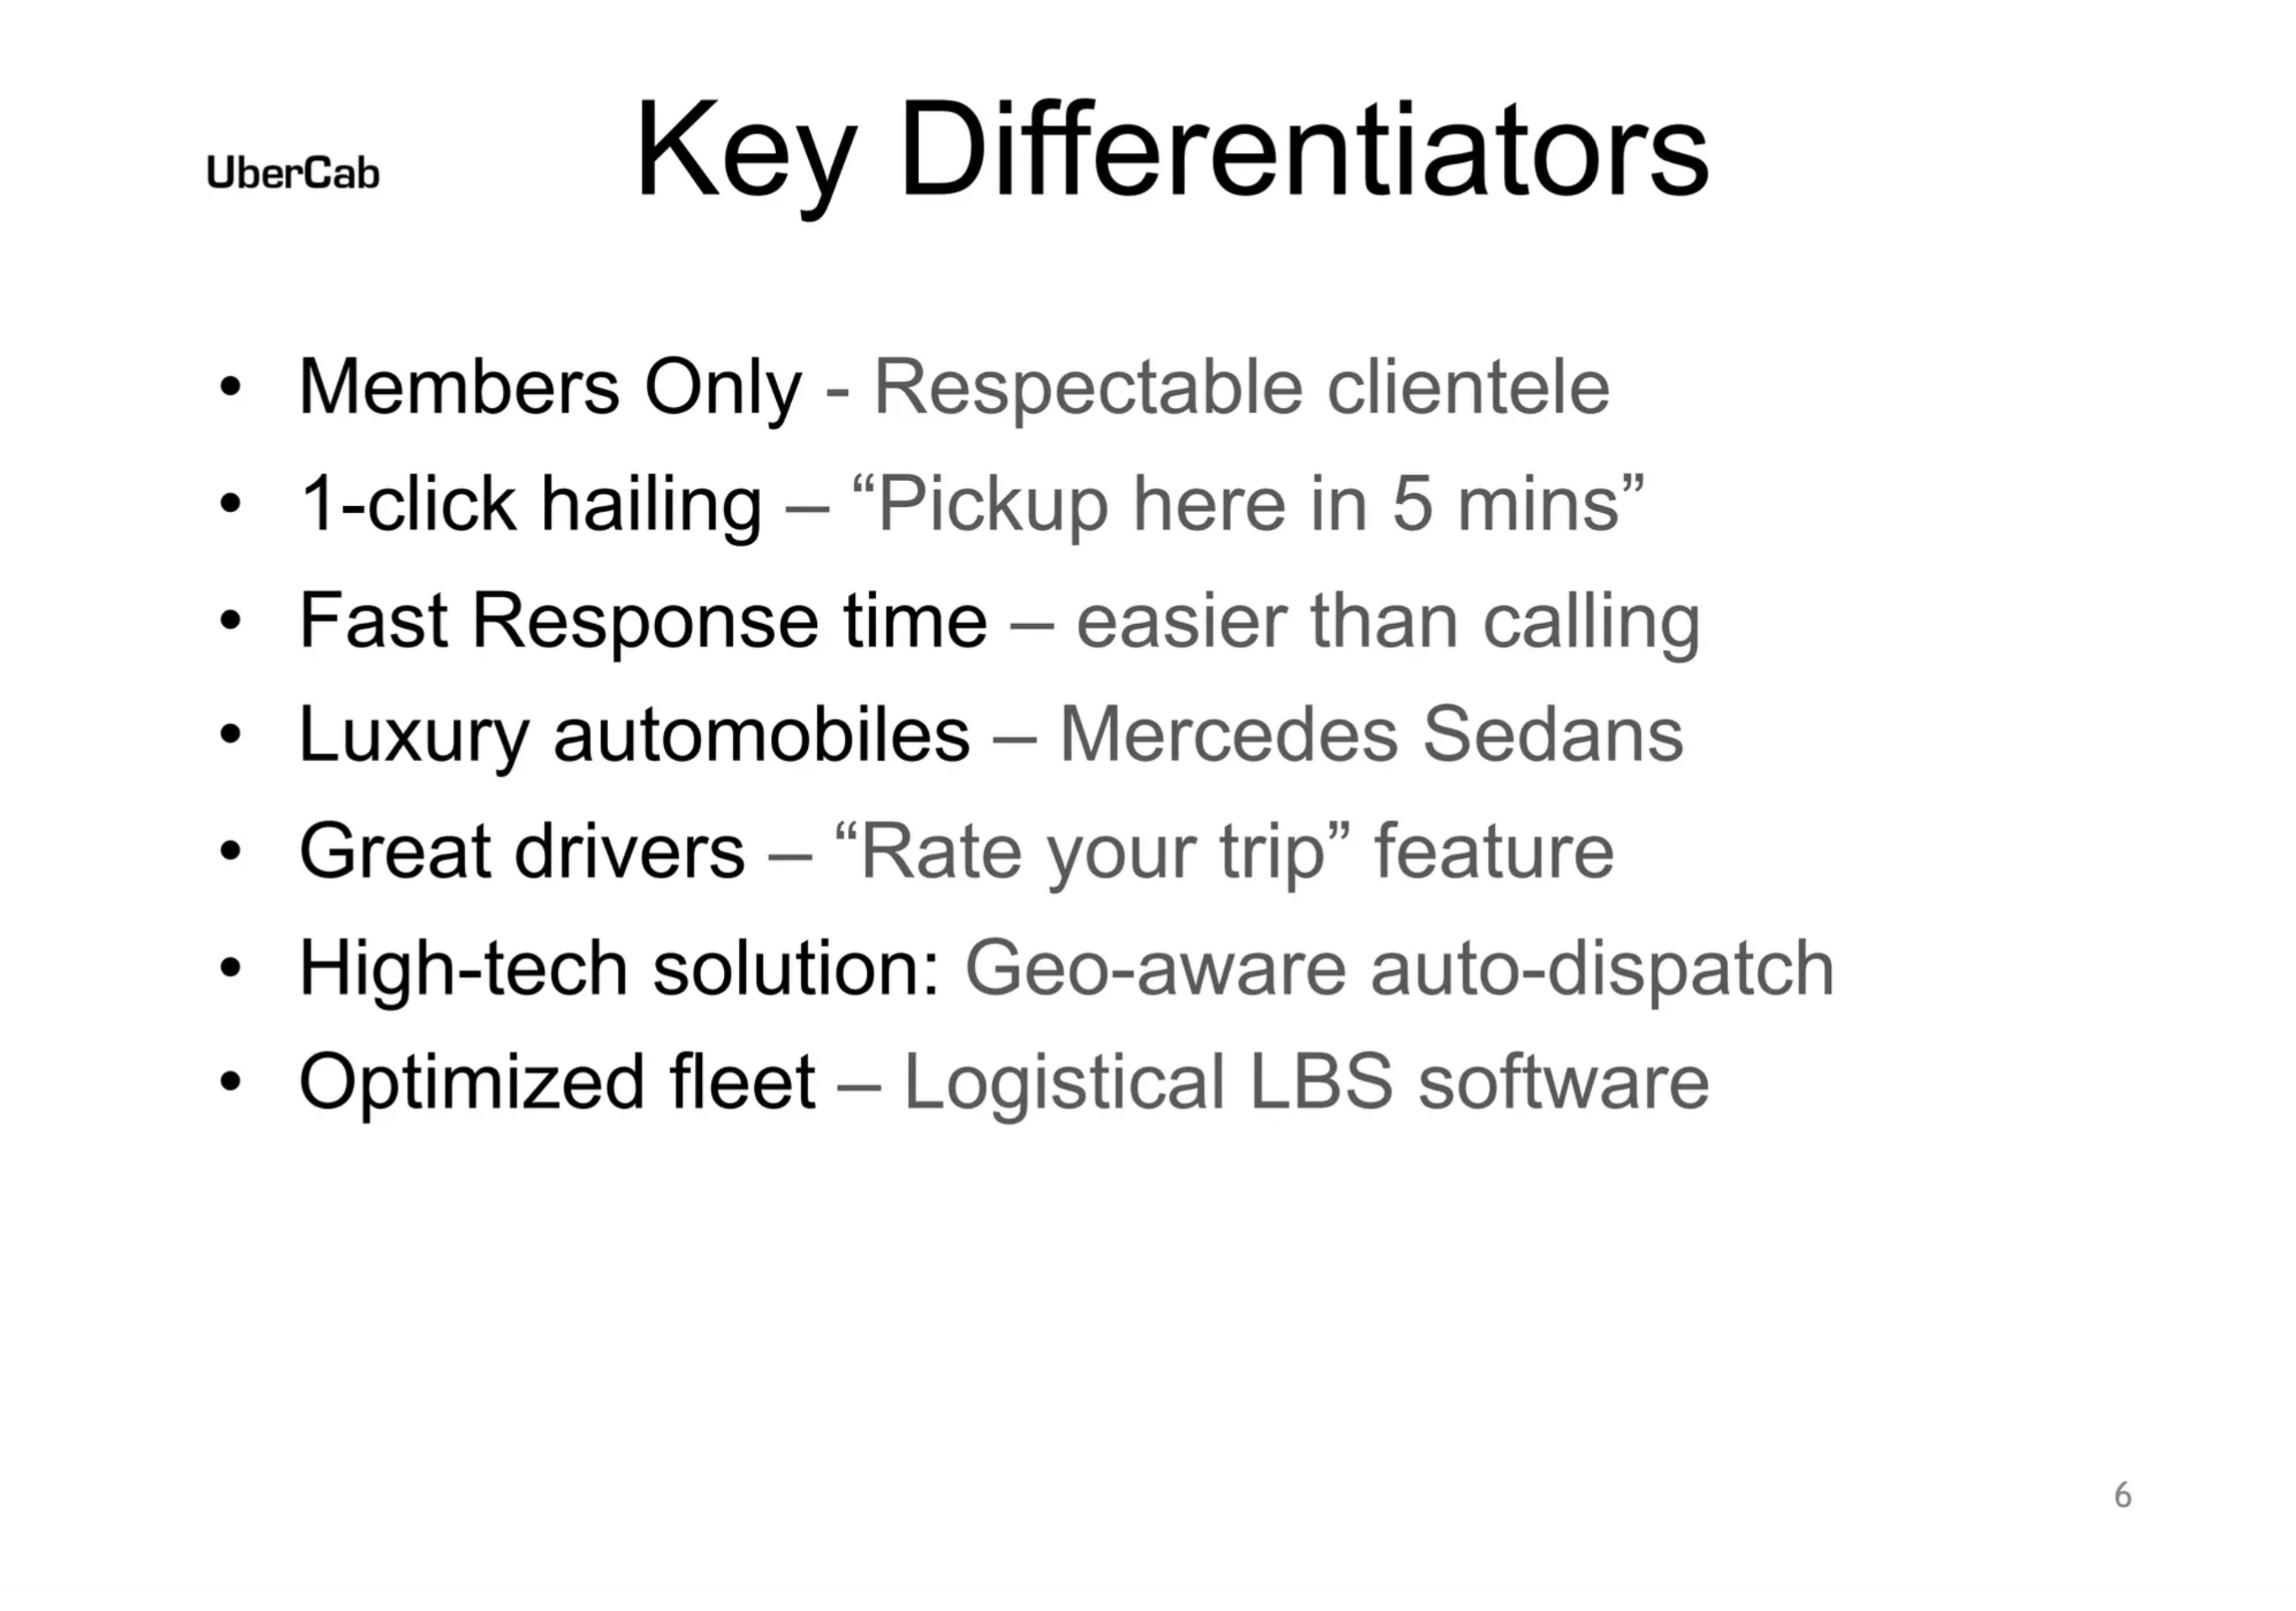 UberCab
Key Differentiators
• Members Only - Respectable clientele
• 1-click hailing – “Pickup here in 5 mins”
• Fast Response time – easier than calling
• Luxury automobiles – Mercedes Sedans
• Great drivers – “Rate your trip” feature
• High-tech solution: Geo-aware auto-dispatch
• Optimized fleet – Logistical LBS software
6